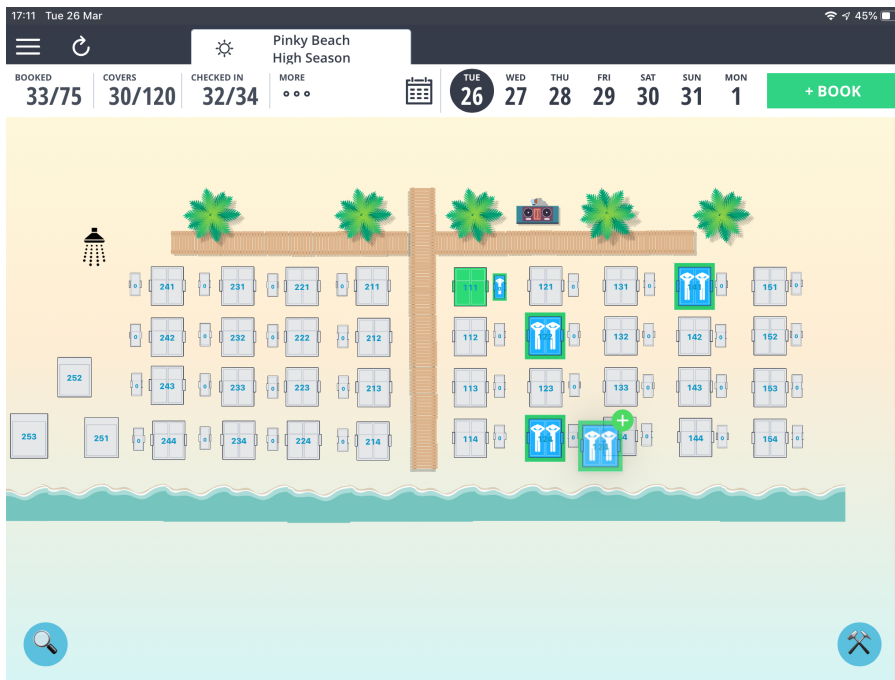 17:11 Tue 26 Mar
45%
Pinky Beach
High Season
BOOKED
33/75
COVERS
30/120
CHECKED IN
32/34
MORE
TUE
26
WED
27
THU
28
FRI
29
SAT
30
SUN
31
MON
1
+ BOOK
241 231 221 211 111 121 131 141 151
242 232 222 212 112 122 132 142 152
252
243 233 223 213 113 123 133 143 153
253 251 244 234 224 214 114 124 144 154